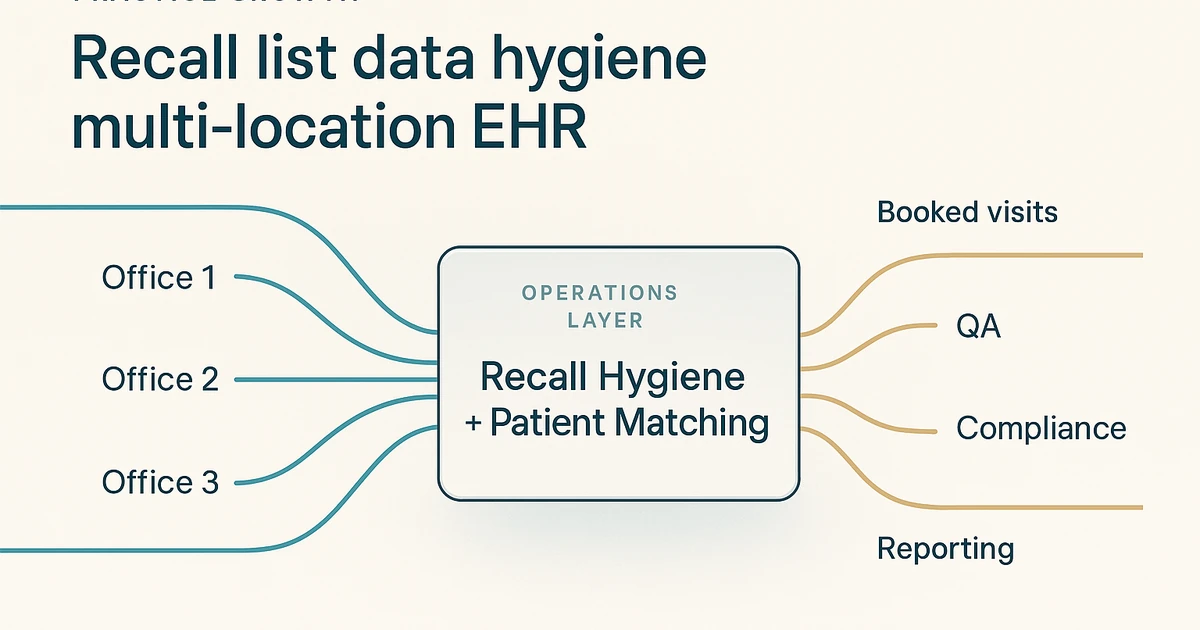 Recall list data hygiene
multi-location EHR
Office 1
Office 2
Office 3
OPERATIONS
LAYER
Recall Hygiene
+ Patient Matching
Booked visits
QA
Compliance
Reporting